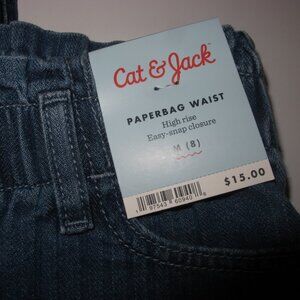 Cat & Jack
PAPERBAG WAIST
High rise
Easy-snap closure
M (8)
$15.00